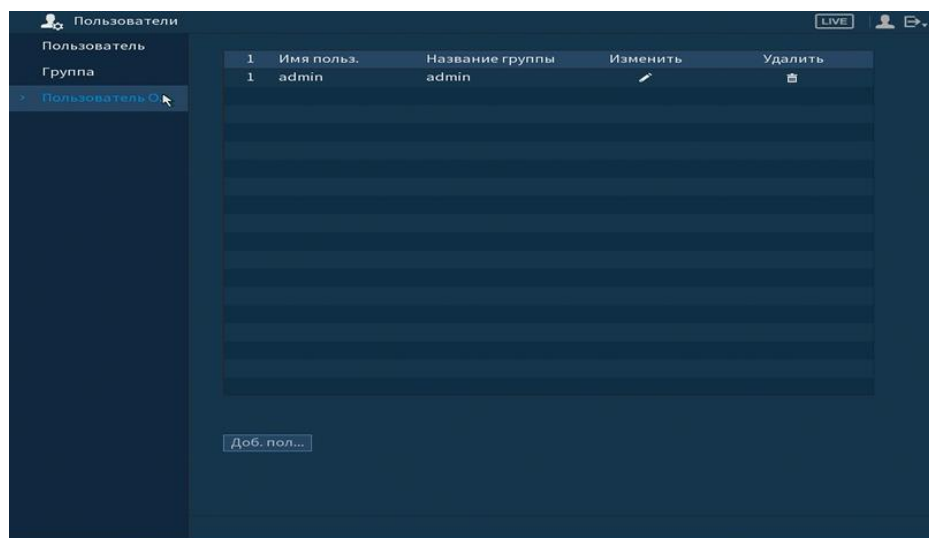 Пользователи
LIVE
Пользователь
Группа
Пользователь О
1 Имя польз. Название группы Изменить Удалить
1 admin admin
Доб. пол...